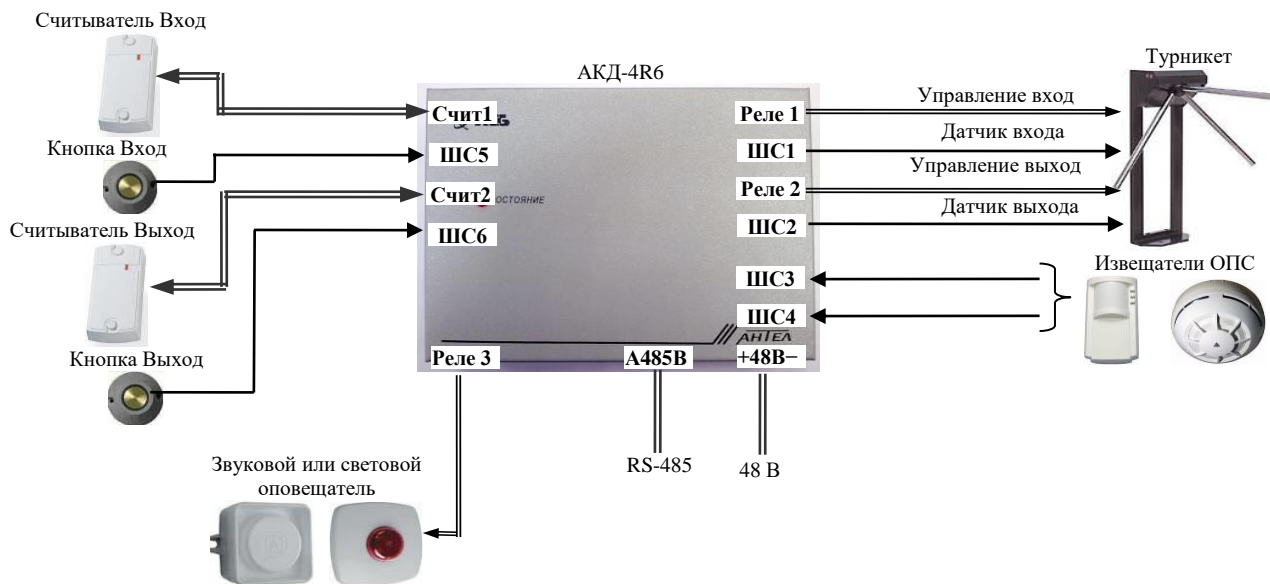 Считыватель Вход
АКД-4R6
Турникет
Счит1
Реле 1
Управление вход
Кнопка Вход
ШС5
ШС1
Датчик входа
Счит2
СОСТОЯНИЕ
Реле 2
Управление выход
Считыватель Выход
ШС6
ШС2
Датчик выхода
ШС3
Извещатели ОПС
ШС4
АНТЕЛ
Кнопка Выход
Реле 3
А485В
+48В−
Звуковой или световой
оповещатель
RS-485
48 В